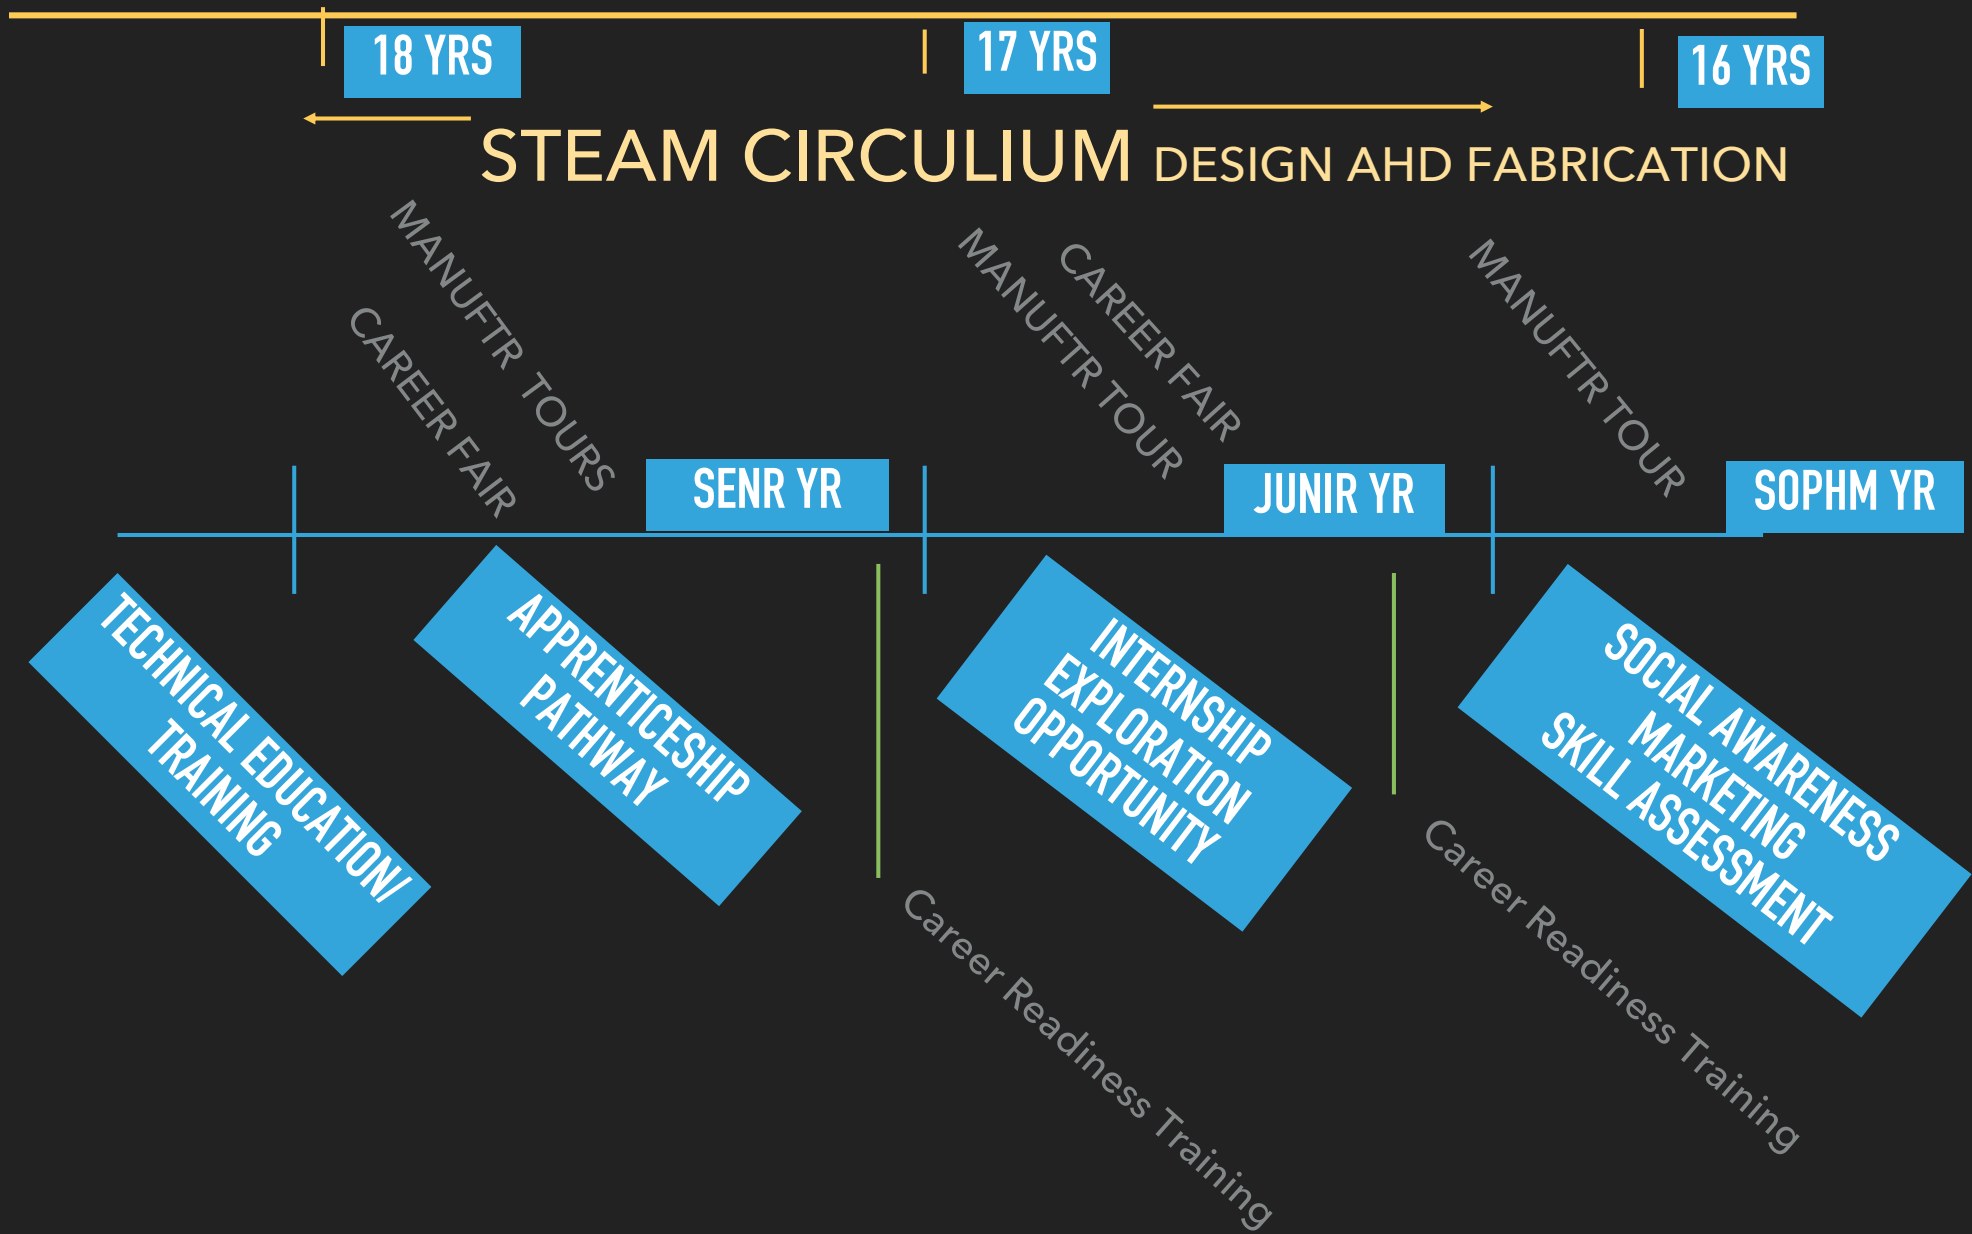 18 YRS
17 YRS
16 YRS
STEAM CIRCULIUM DESIGN AHD FABRICATION
MANUFTR TOURS
CAREER FAIR
MANUFTR TOUR
CAREER FAIR
MANUFTR TOUR
SENR YR
JUNIR YR
SOPHM YR
TECHNICAL EDUCATION/
TRAINING
APPRENTICESHIP
PATHWAY
INTERNSHIP
EXPLORATION
OPPORTUNITY
SOCIAL AWARENESS
MARKETING
SKILL ASSESSMENT
Career Readiness Training
Career Readiness Training